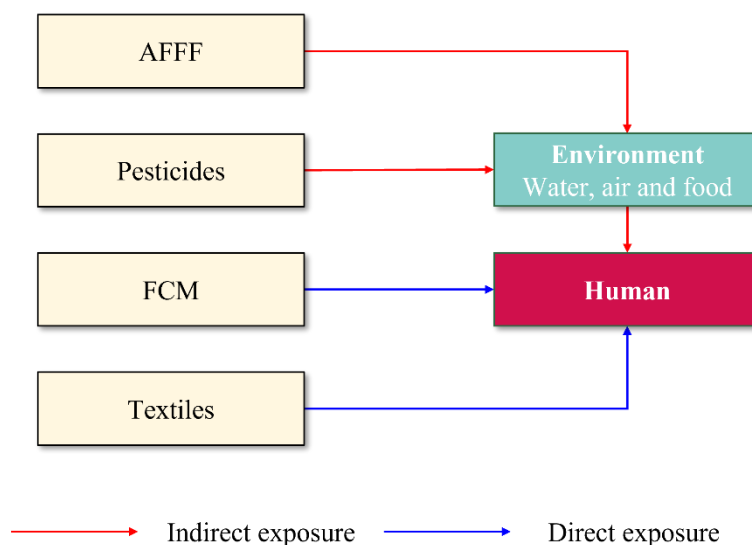 AFFF
Pesticides
Environment
Water, air and food
FCM
Human
Textiles
Indirect exposure
Direct exposure